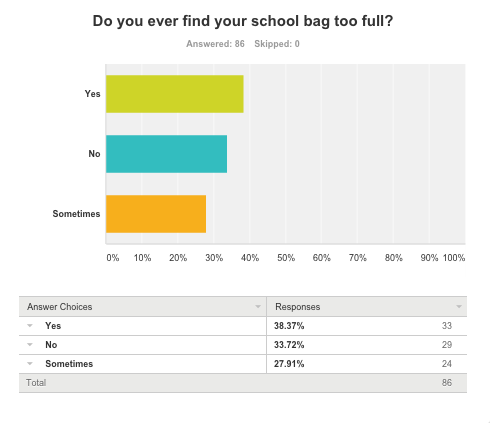 Do you ever find your school bag too full?
Answered: 86 Skipped: 0
Yes
No
Sometimes
0% 10% 20% 30% 40% 50% 60% 70% 80% 90% 100%
Answer Choices Responses
Yes 38.37% 33
No 33.72% 29
Sometimes 27.91% 24
Total 86